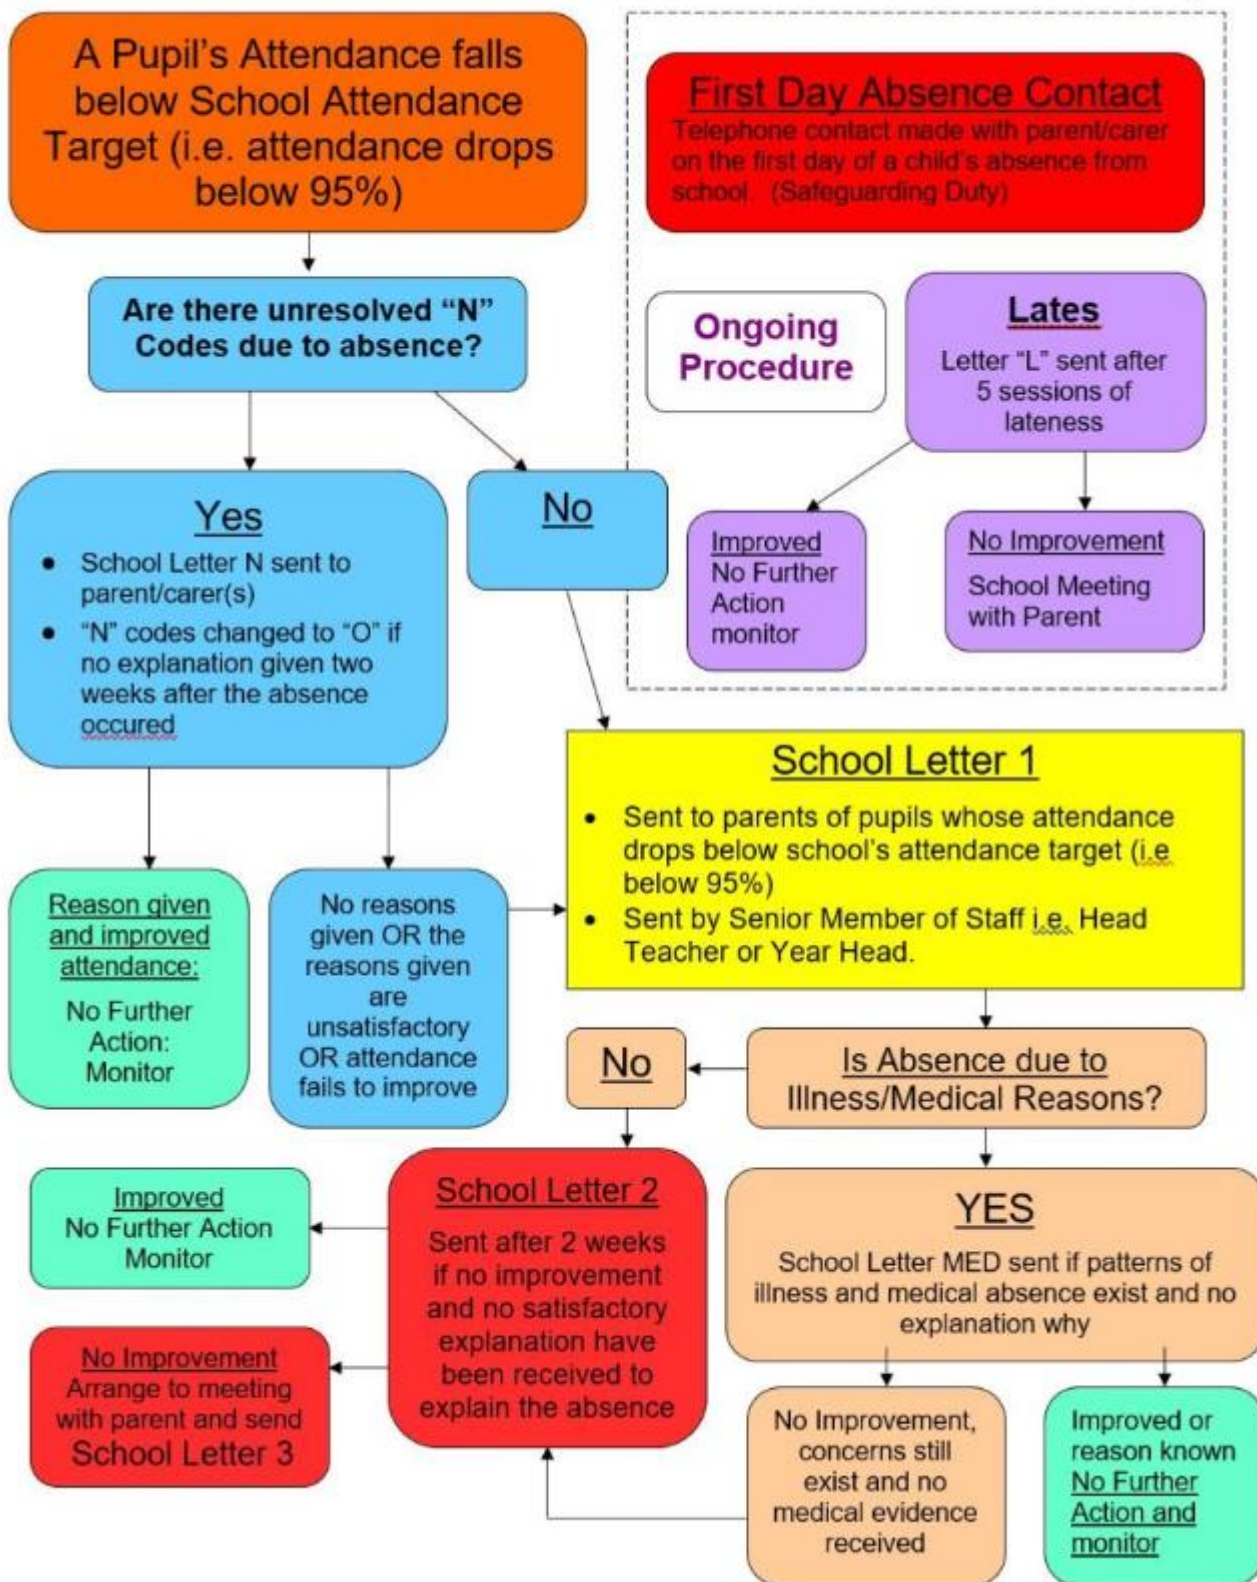 A Pupil's Attendance falls
below School Attendance
Target (i.e. attendance drops
below 95%)
First Day Absence Contact
Telephone contact made with parent/carer
on the first day of a child's absence from
school. (Safeguarding Duty)
Are there unresolved “N”
Codes due to absence?
Ongoing
Procedure
Lates
Letter “L” sent after
5 sessions of
lateness
Yes
• School Letter N sent to
parent/carer(s)
• “N” codes changed to “O” if
no explanation given two
weeks after the absence
occured
No
Improved
No Further
Action
monitor
No Improvement
School Meeting
with Parent
School Letter 1
• Sent to parents of pupils whose attendance
drops below school's attendance target (i.e
below 95%)
• Sent by Senior Member of Staff i.e. Head
Teacher or Year Head.
Reason given
and improved
attendance:
No Further
Action:
Monitor
No reasons
given OR the
reasons given
are
unsatisfactory
OR attendance
fails to improve
No
Is Absence due to
Illness/Medical Reasons?
Improved
No Further Action
Monitor
School Letter 2
Sent after 2 weeks
if no improvement
and no satisfactory
explanation have
been received to
explain the absence
YES
School Letter MED sent if patterns of
illness and medical absence exist and no
explanation why
No Improvement
Arrange to meeting
with parent and send
School Letter 3
No Improvement,
concerns still
exist and no
medical evidence
received
Improved or
reason known
No Further
Action and
monitor